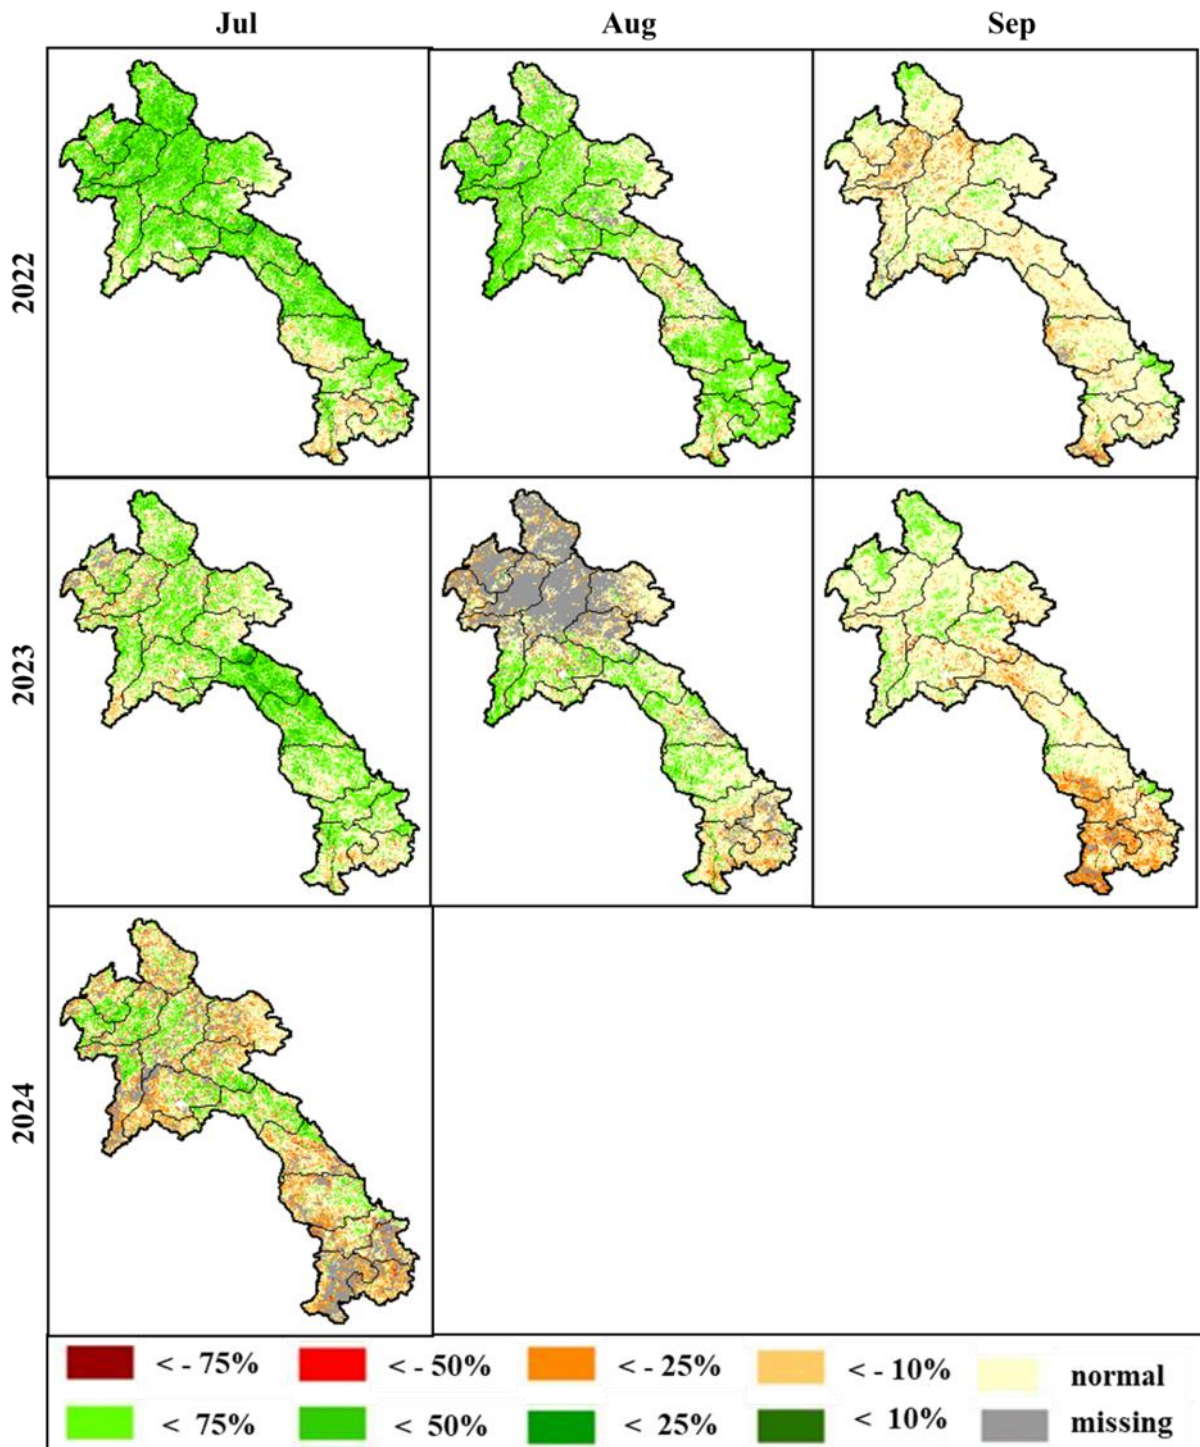 Jul Aug Sep
2022
2023
2024
< - 75% < - 50% < - 25% < - 10% normal
< 75% < 50% < 25% < 10% missing